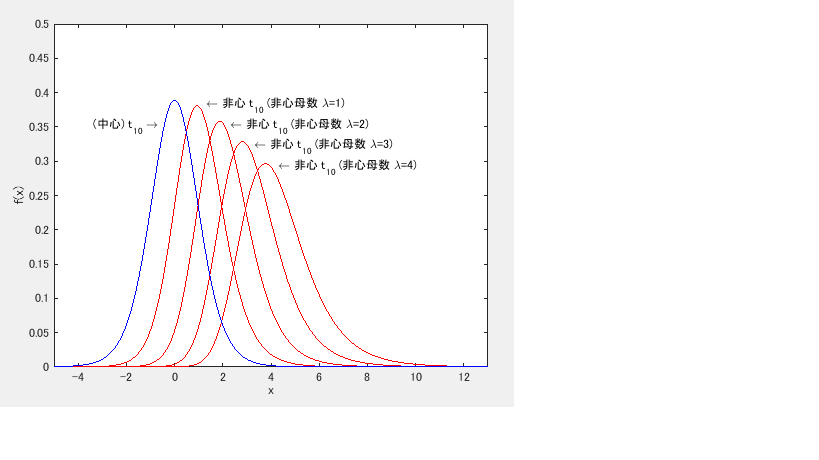 0.5
0.45
0.4
0.35
0.3
0.25
0.2
0.15
0.1
0.05
0
f(x)
← 非心 t10 (非心母数 λ=1)
(中心) t10 →
← 非心 t10 (非心母数 λ=2)
← 非心 t10 (非心母数 λ=3)
← 非心 t10 (非心母数 λ=4)
-4 -2 0 2 4 6 8 10 12
x